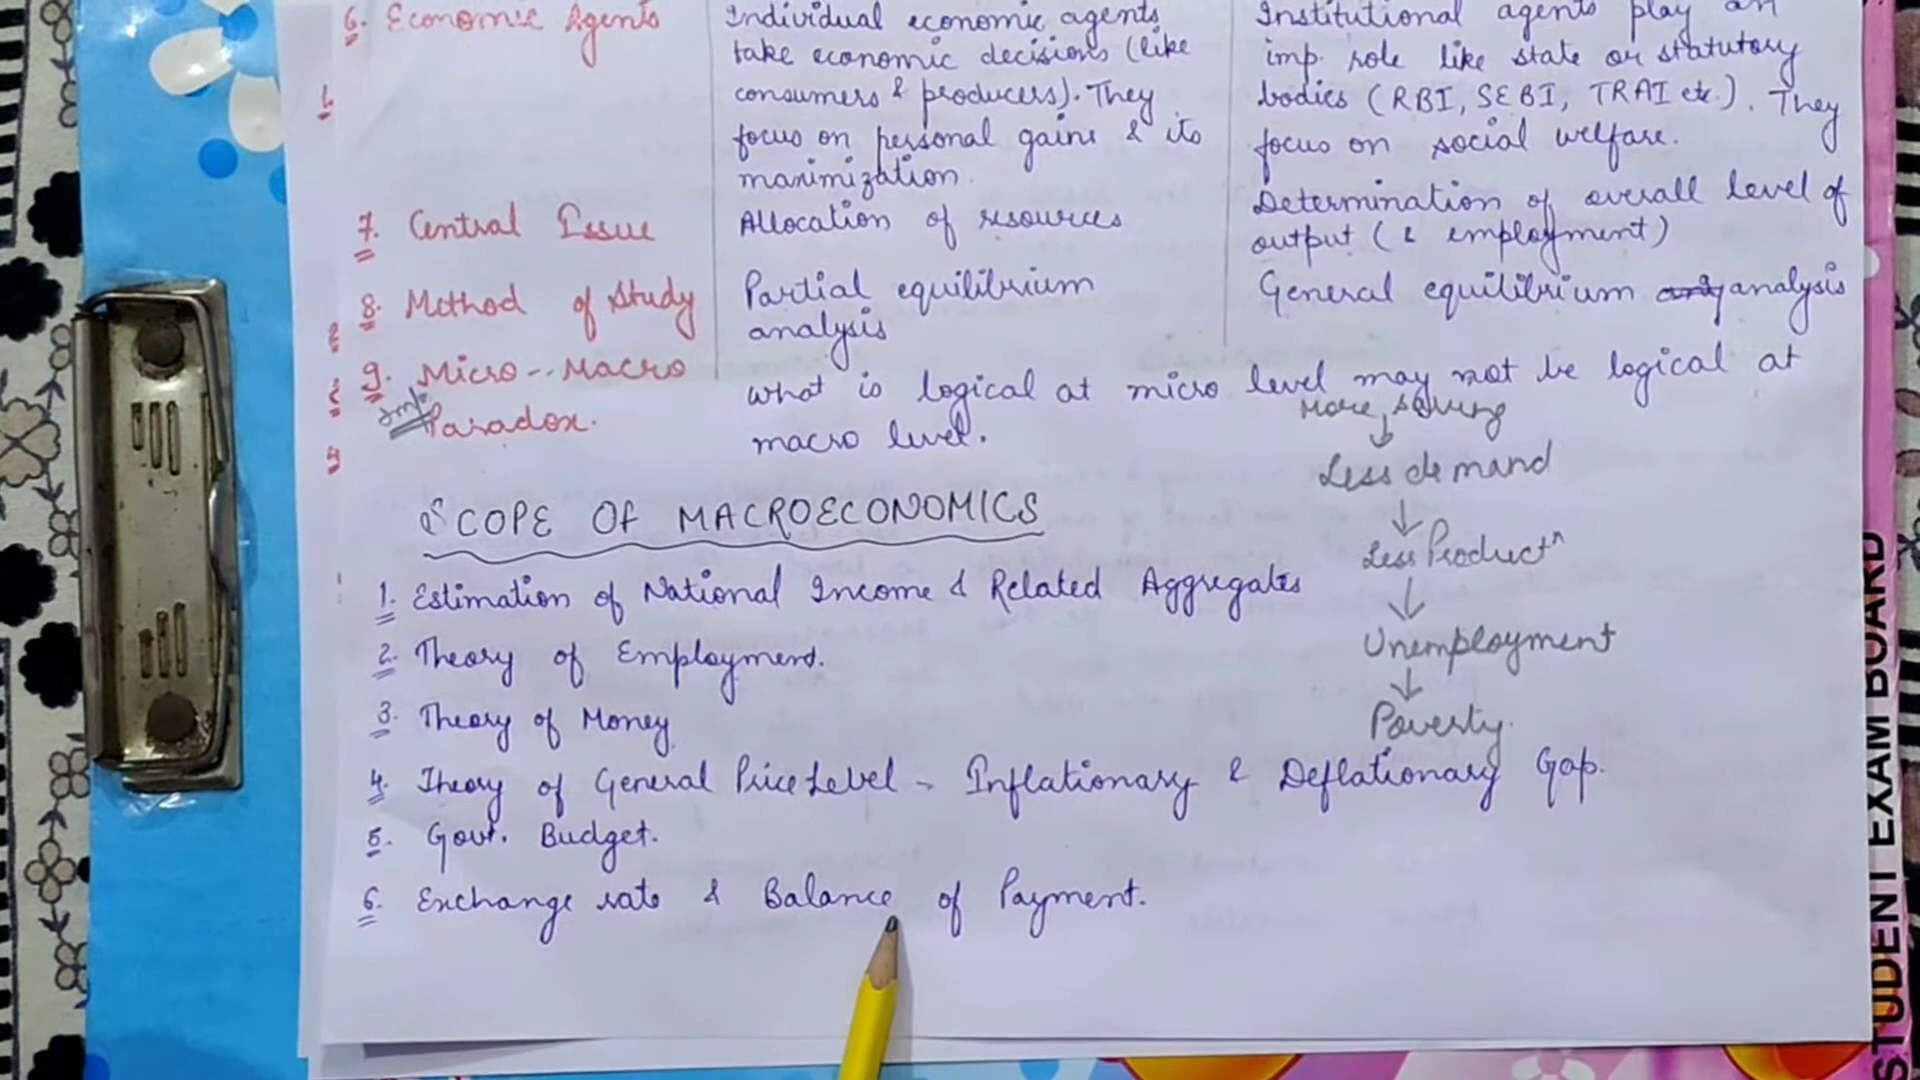 6. Economic Agents
Individual economic agents
take economic decisions (like
consumers & producers). They
focus on personal gains & its
maximization.
Institutional agents play an
imp. role like state or statutory
bodies (RBI, SEBI, TRAI etc.). They
focus on social welfare.
7. Central Issue
Allocation of resources
Determination of overall level of
output (& employment)
8. Method of Study
Partial equilibrium
analysis
General equilibrium analysis
9. Micro--Macro
Imp. Paradox.
What is logical at micro level may not be logical at
macro level.
More saving
↓
Less demand
↓
Less Productn
↓
Unemployment
↓
Poverty.
SCOPE OF MACROECONOMICS
1. Estimation of National Income & Related Aggregates
2. Theory of Employment.
3. Theory of Money
4. Theory of General Price Level - Inflationary & Deflationary Gap.
5. Govt. Budget.
6. Exchange rate & Balance of Payment.
STUDENT EXAM BOARD